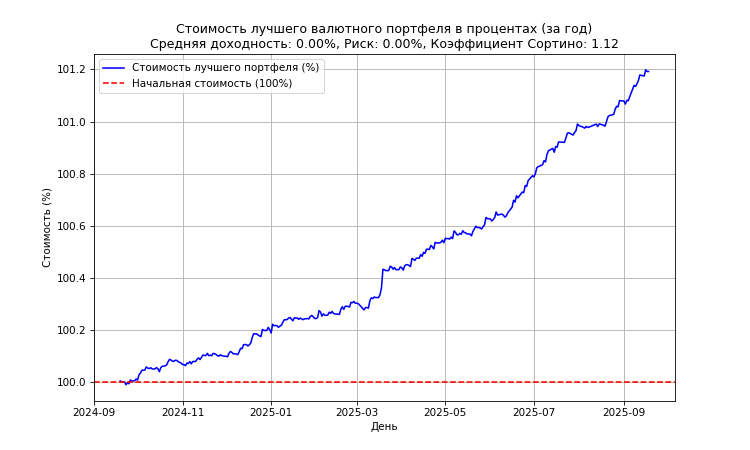 Стоимость лучшего валютного портфеля в процентах (за год)
Средняя доходность: 0.00%, Риск: 0.00%, Коэффициент Сортино: 1.12
Стоимость лучшего портфеля (%)
Начальная стоимость (100%)
Стоимость (%)
101.2
101.0
100.8
100.6
100.4
100.2
100.0
2024-09 2024-11 2025-01 2025-03 2025-05 2025-07 2025-09
День